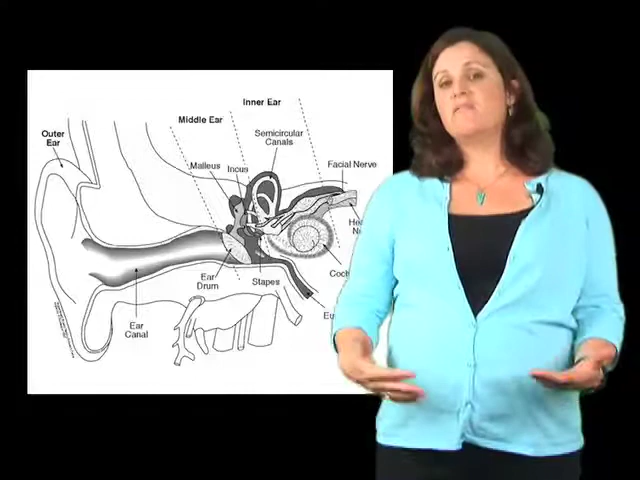 Inner Ear
Middle Ear
Outer
Ear
Semicircular
Canals
Malleus
Incus
Facial Nerve
Ear
Drum
Stapes
Ear
Canal